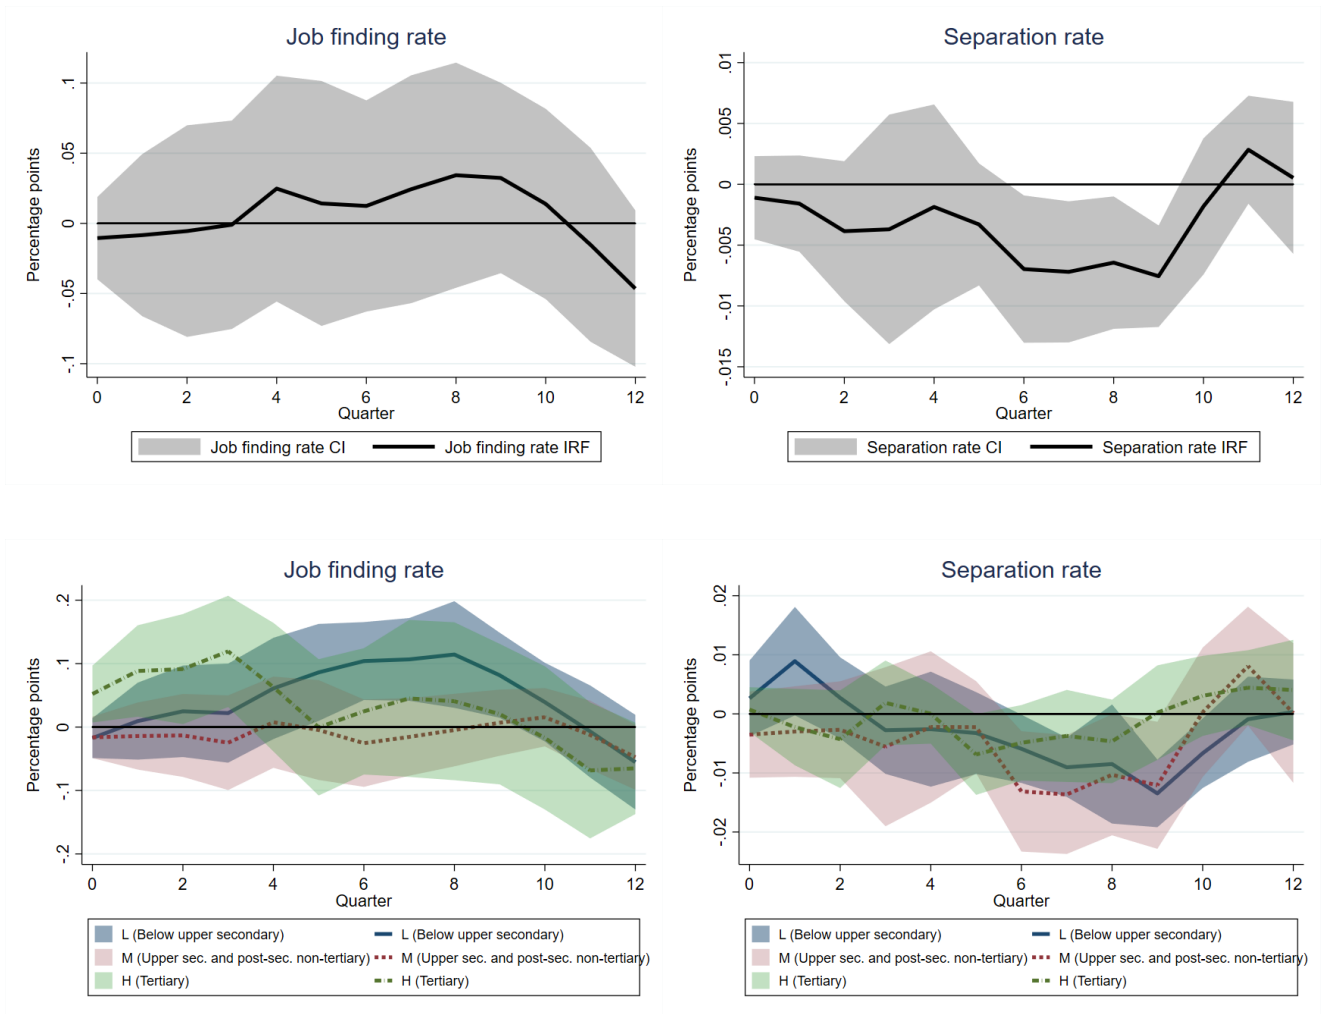 Job finding rate
Percentage points
.1
.05
0
-.05
-.1
0 2 4 6 8 10 12
Quarter
Job finding rate CI Job finding rate IRF
Separation rate
Percentage points
.01
.005
0
-.005
-.01
-.015
0 2 4 6 8 10 12
Quarter
Separation rate CI Separation rate IRF
Job finding rate
Percentage points
.2
.1
0
-.1
-.2
0 2 4 6 8 10 12
Quarter
L (Below upper secondary) L (Below upper secondary)
M (Upper sec. and post-sec. non-tertiary) M (Upper sec. and post-sec. non-tertiary)
H (Tertiary) H (Tertiary)
Separation rate
Percentage points
.02
.01
0
-.01
-.02
0 2 4 6 8 10 12
Quarter
L (Below upper secondary) L (Below upper secondary)
M (Upper sec. and post-sec. non-tertiary) M (Upper sec. and post-sec. non-tertiary)
H (Tertiary) H (Tertiary)